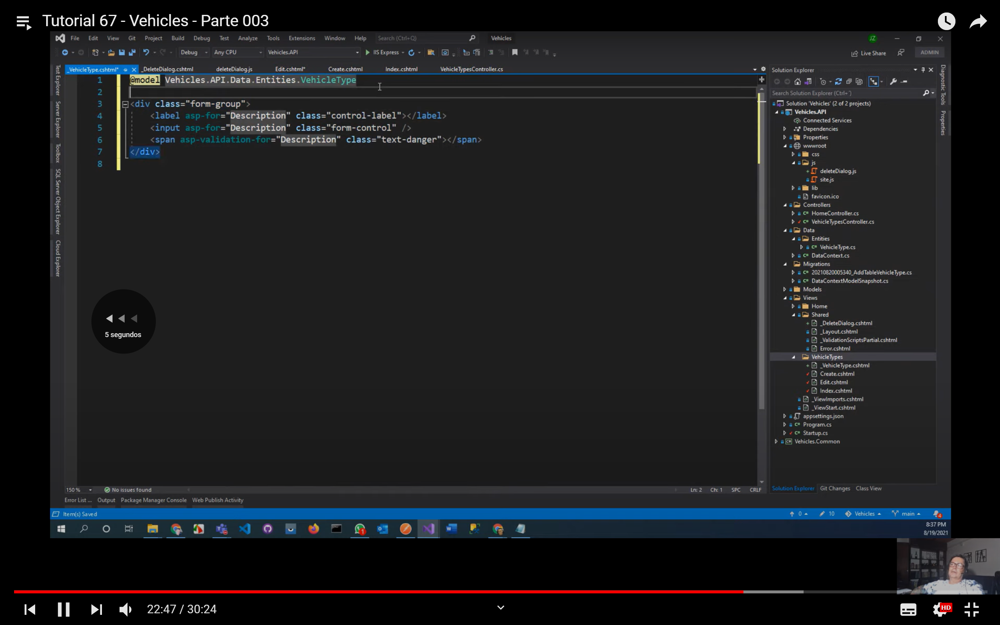 Tutorial 67 - Vehicles - Parte 003
File Edit View Git Project Build Debug Test Analyze Tools Extensions Window Help Search (Ctrl+Q) Vehicles JZ
Debug Any CPU Vehicles.API IIS Express Live Share ADMIN
_VehicleType.cshtml* _DeleteDialog.cshtml deleteDialog.js Edit.cshtml* Create.cshtml Index.cshtml VehicleTypesController.cs
Test Explorer
Server Explorer
Toolbox
SQL Server Object Explorer
Cloud Explorer
1 @model Vehicles.API.Data.Entities.VehicleType
2
3 <div class="form-group">
4 <label asp-for="Description" class="control-label"></label>
5 <input asp-for="Description" class="form-control" />
6 <span asp-validation-for="Description" class="text-danger"></span>
7 </div>
8
5 segundos
150 % No issues found Ln: 2 Ch: 1 SPC CRLF
Error List ... Output Package Manager Console Web Publish Activity
Solution Explorer
Search Solution Explorer (Ctrl+´)
Solution 'Vehicles' (2 of 2 projects)
Vehicles.API
Connected Services
Dependencies
Properties
wwwroot
css
js
deleteDialog.js
site.js
lib
favicon.ico
Controllers
HomeController.cs
VehicleTypesController.cs
Data
Entities
VehicleType.cs
DataContext.cs
Migrations
20210820005340_AddTableVehicleType.cs
DataContextModelSnapshot.cs
Models
Views
Home
Shared
_DeleteDialog.cshtml
_Layout.cshtml
_ValidationScriptsPartial.cshtml
Error.cshtml
VehicleTypes
_VehicleType.cshtml
Create.cshtml
Edit.cshtml
Index.cshtml
_ViewImports.cshtml
_ViewStart.cshtml
appsettings.json
Program.cs
Startup.cs
Vehicles.Common
Solution Explorer Git Changes Class View
Diagnostic Tools
Properties
Item(s) Saved 0 10 Vehicles main 4
8:37 PM
8/19/2021
22:47 / 30:24
HD